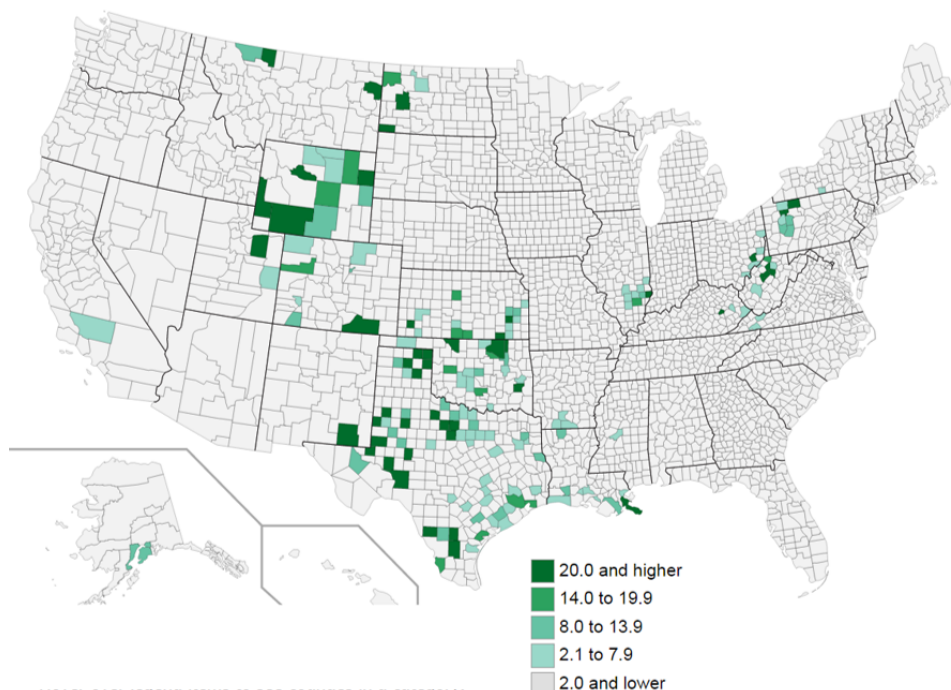 20.0 and higher
14.0 to 19.9
8.0 to 13.9
2.1 to 7.9
2.0 and lower